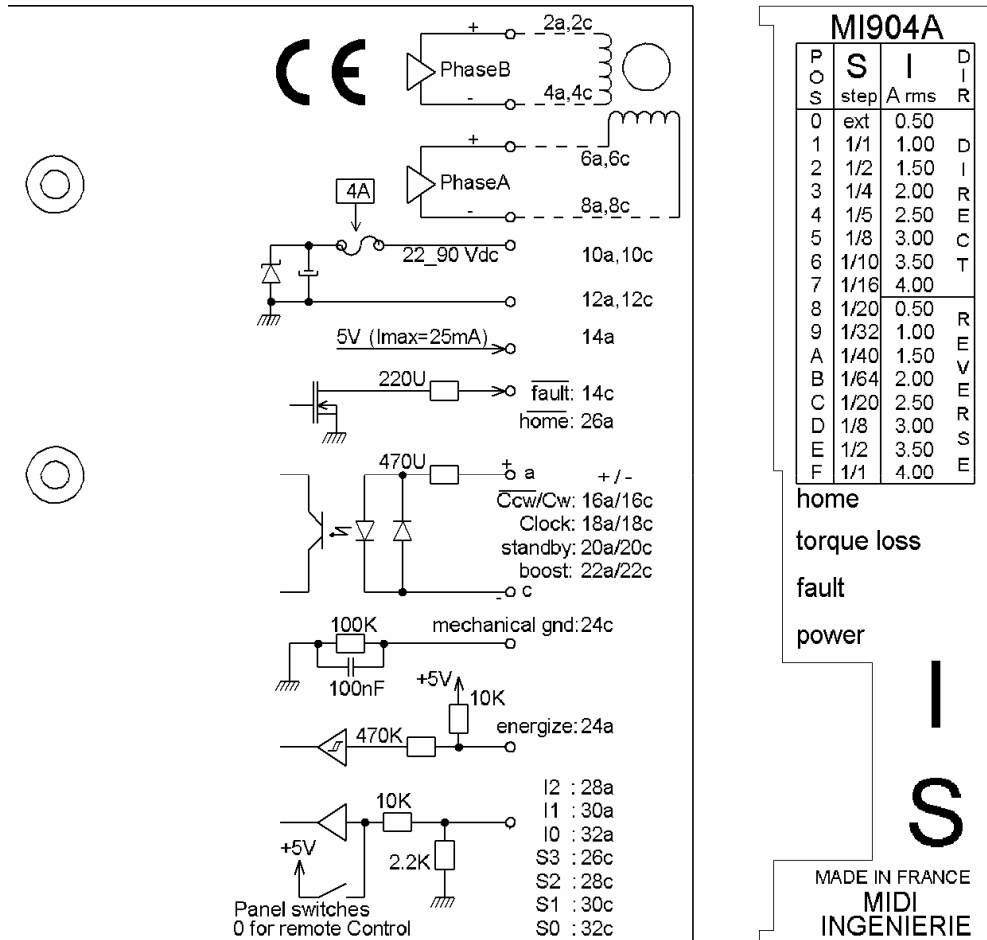 CE
+ 2a,2c
PhaseB
- 4a,4c
+
6a,6c
PhaseA
- 8a,8c
4A
22_90 Vdc 10a,10c
12a,12c
5V (Imax=25mA) 14a
220U
fault: 14c
home: 26a
470U + a + / -
Ccw/Cw: 16a/16c
Clock: 18a/18c
standby: 20a/20c
boost: 22a/22c
- c
100K mechanical gnd:24c
100nF
+5V
10K
470K energize:24a
I2 : 28a
10K I1 : 30a
I0 : 32a
+5V S3 : 26c
2.2K S2 : 28c
Panel switches S1 : 30c
0 for remote Control S0 : 32c
MI904A
POS S step I A rms DIR
0 ext 0.50
1 1/1 1.00
2 1/2 1.50
3 1/4 2.00
4 1/5 2.50
5 1/8 3.00
6 1/10 3.50
7 1/16 4.00
DIRECT
8 1/20 0.50
9 1/32 1.00
A 1/40 1.50
B 1/64 2.00
C 1/20 2.50
D 1/8 3.00
E 1/2 3.50
F 1/1 4.00
REVERSE
home
torque loss
fault
power
I
S
MADE IN FRANCE
MIDI
INGENIERIE